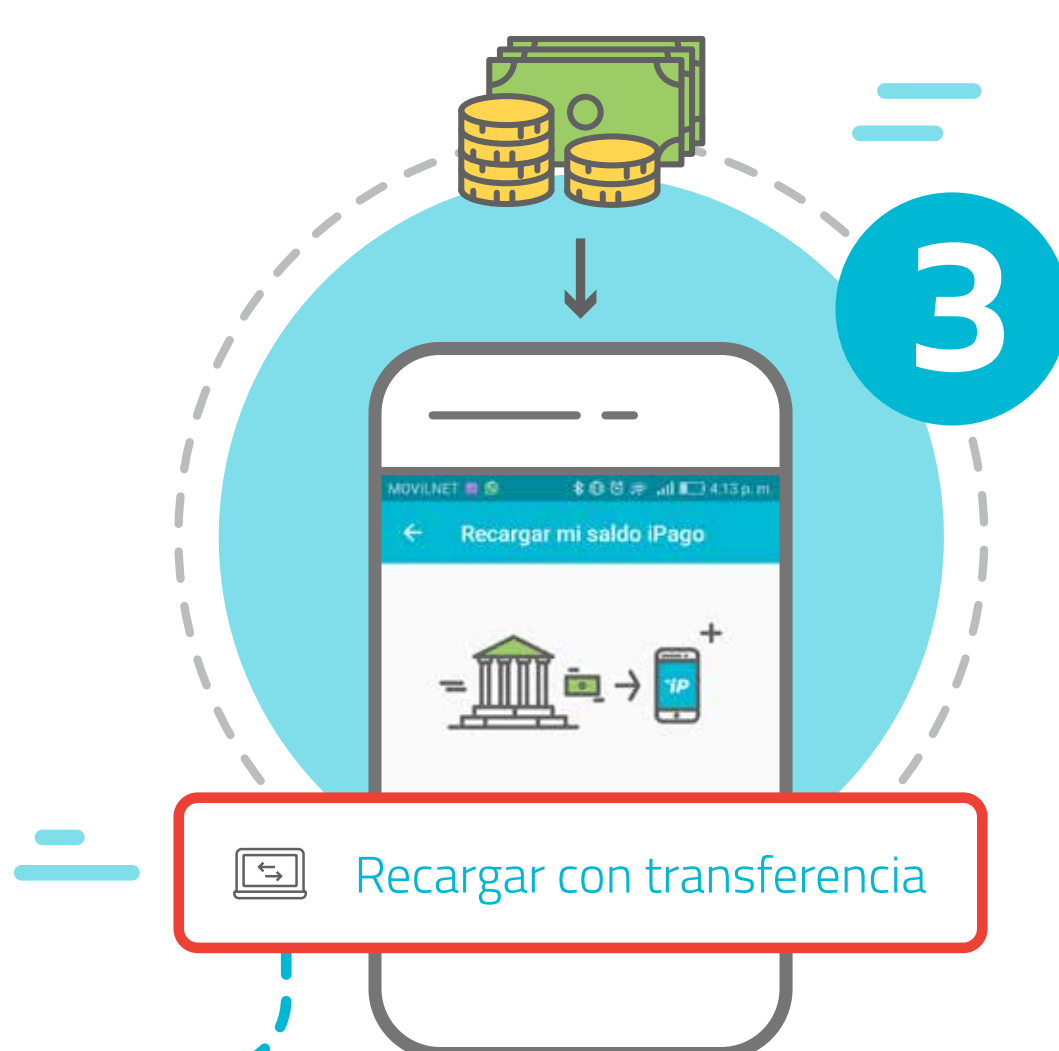 3
MOVILNET 4:13 p. m.
Recargar mi saldo iPago
iP
Recargar con transferencia